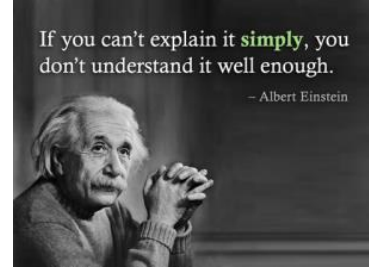 If you can’t explain it simply, you
don’t understand it well enough.
– Albert Einstein